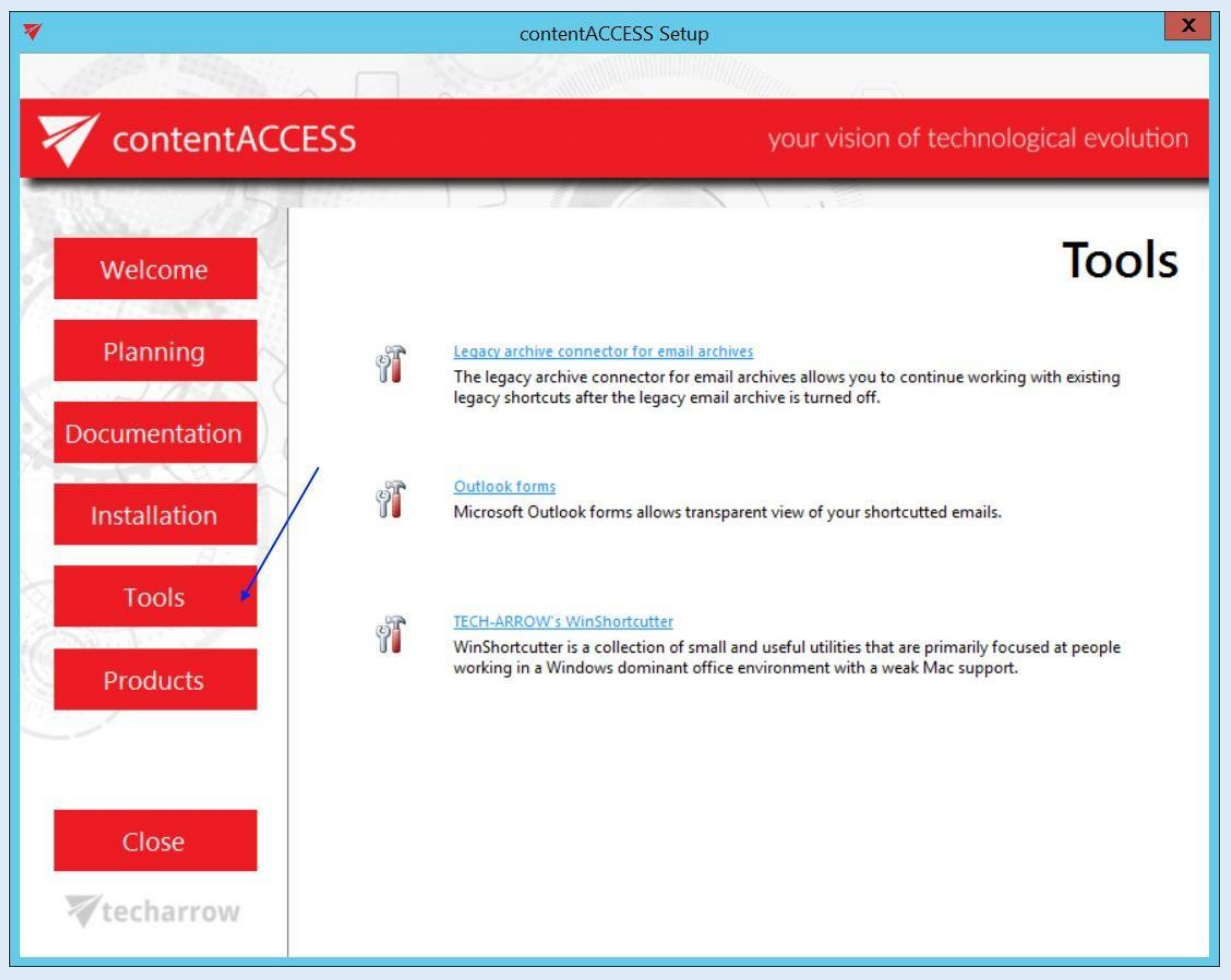 contentACCESS Setup
X
contentACCESS
your vision of technological evolution
Welcome
Planning
Documentation
Installation
Tools
Products
Close
techarrow
Tools
Legacy archive connector for email archives
The legacy archive connector for email archives allows you to continue working with existing
legacy shortcuts after the legacy email archive is turned off.
Outlook forms
Microsoft Outlook forms allows transparent view of your shortcutted emails.
TECH-ARROW's WinShortcutter
WinShortcutter is a collection of small and useful utilities that are primarily focused at people
working in a Windows dominant office environment with a weak Mac support.